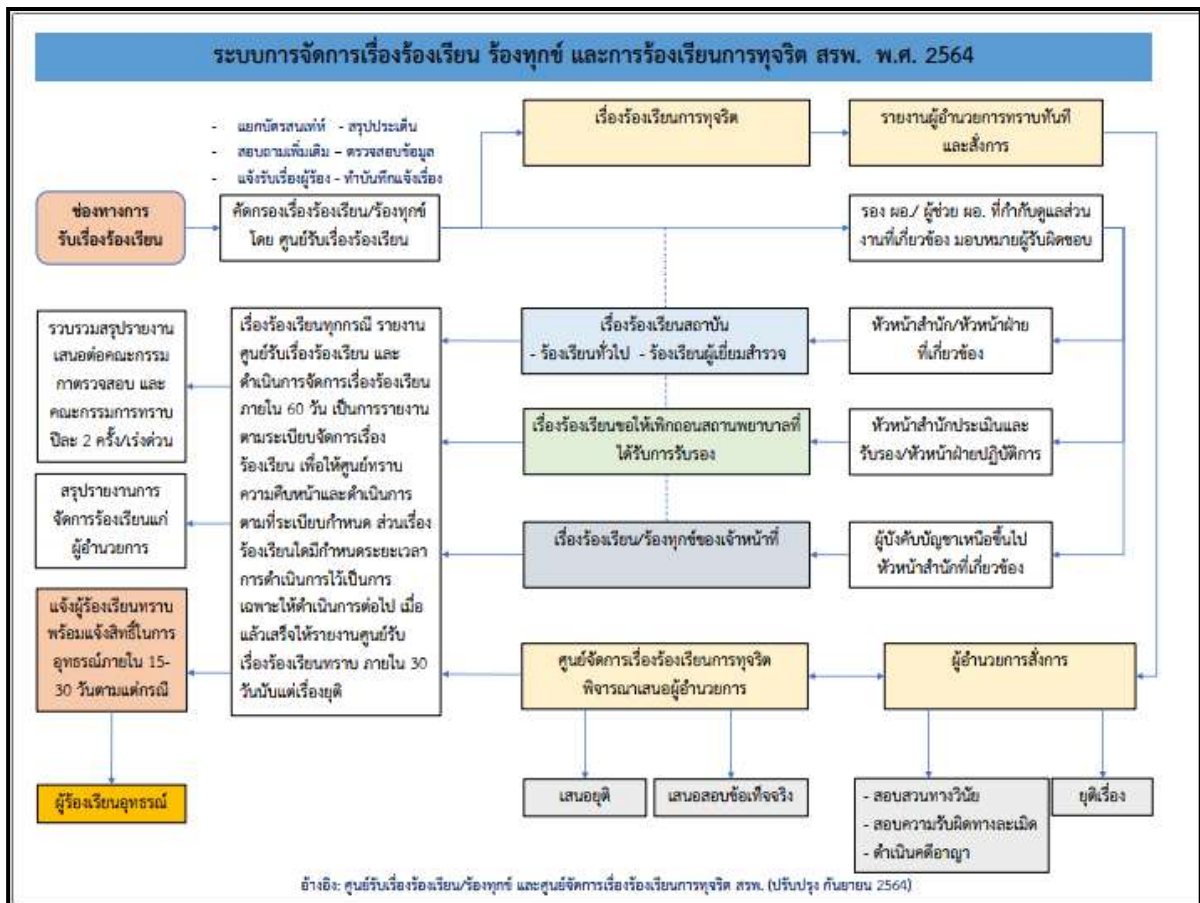 ระบบการจัดการเรื่องร้องเรียน ร้องทุกข์ และการร้องเรียนการทุจริต สรพ. พ.ศ. 2564
- แยกบัตรสนเท่ห์ - สรุปประเด็น
- สอบถามเพิ่มเติม – ตรวจสอบข้อมูล
- แจ้งรับเรื่องผู้ร้อง - ทำบันทึกแจ้งเรื่อง
เรื่องร้องเรียนการทุจริต
รายงานผู้อำนวยการทราบทันที
และสั่งการ
ช่องทางการ
รับเรื่องร้องเรียน
คัดกรองเรื่องร้องเรียน/ร้องทุกข์
โดย ศูนย์รับเรื่องร้องเรียน
รอง ผอ./ ผู้ช่วย ผอ. ที่กำกับดูแลส่วน
งานที่เกี่ยวข้อง มอบหมายผู้รับผิดชอบ
รวบรวมสรุปรายงาน
เสนอต่อคณะกรรม
กาตรวจสอบ และ
คณะกรรมการทราบ
ปีละ 2 ครั้ง/เร่งด่วน
เรื่องร้องเรียนทุกกรณี รายงาน
ศูนย์รับเรื่องร้องเรียน และ
ดำเนินการจัดการเรื่องร้องเรียน
ภายใน 60 วัน เป็นการรายงาน
ตามระเบียบจัดการเรื่อง
ร้องเรียน เพื่อให้ศูนย์ทราบ
ความคืบหน้าและดำเนินการ
ตามที่ระเบียบกำหนด ส่วนเรื่อง
ร้องเรียนใดมีกำหนดระยะเวลา
การดำเนินการไว้เป็นการ
เฉพาะให้ดำเนินการต่อไป เมื่อ
แล้วเสร็จให้รายงานศูนย์รับ
เรื่องร้องเรียนทราบ ภายใน 30
วันนับแต่เรื่องยุติ
เรื่องร้องเรียนสถาบัน
- ร้องเรียนทั่วไป - ร้องเรียนผู้เยี่ยมสำรวจ
หัวหน้าสำนัก/หัวหน้าฝ่าย
ที่เกี่ยวข้อง
เรื่องร้องเรียนขอให้เพิกถอนสถานพยาบาลที่
ได้รับการรับรอง
หัวหน้าสำนักประเมินและ
รับรอง/หัวหน้าฝ่ายปฏิบัติการ
สรุปรายงานการ
จัดการร้องเรียนแก่
ผู้อำนวยการ
เรื่องร้องเรียน/ร้องทุกข์ของเจ้าหน้าที่
ผู้บังคับบัญชาเหนือขึ้นไป
หัวหน้าสำนักที่เกี่ยวข้อง
แจ้งผู้ร้องเรียนทราบ
พร้อมแจ้งสิทธิ์ในการ
อุทธรณ์ภายใน 15-
30 วันตามแต่กรณี
ศูนย์จัดการเรื่องร้องเรียนการทุจริต
พิจารณาเสนอผู้อำนวยการ
ผู้อำนวยการสั่งการ
ผู้ร้องเรียนอุทธรณ์
เสนอยุติ
เสนอสอบข้อเท็จจริง
- สอบสวนทางวินัย
- สอบความรับผิดทางละเมิด
- ดำเนินคดีอาญา
ยุติเรื่อง
อ้างอิง: ศูนย์รับเรื่องร้องเรียน/ร้องทุกข์ และศูนย์จัดการเรื่องร้องเรียนการทุจริต สรพ. (ปรับปรุง กันยายน 2564)